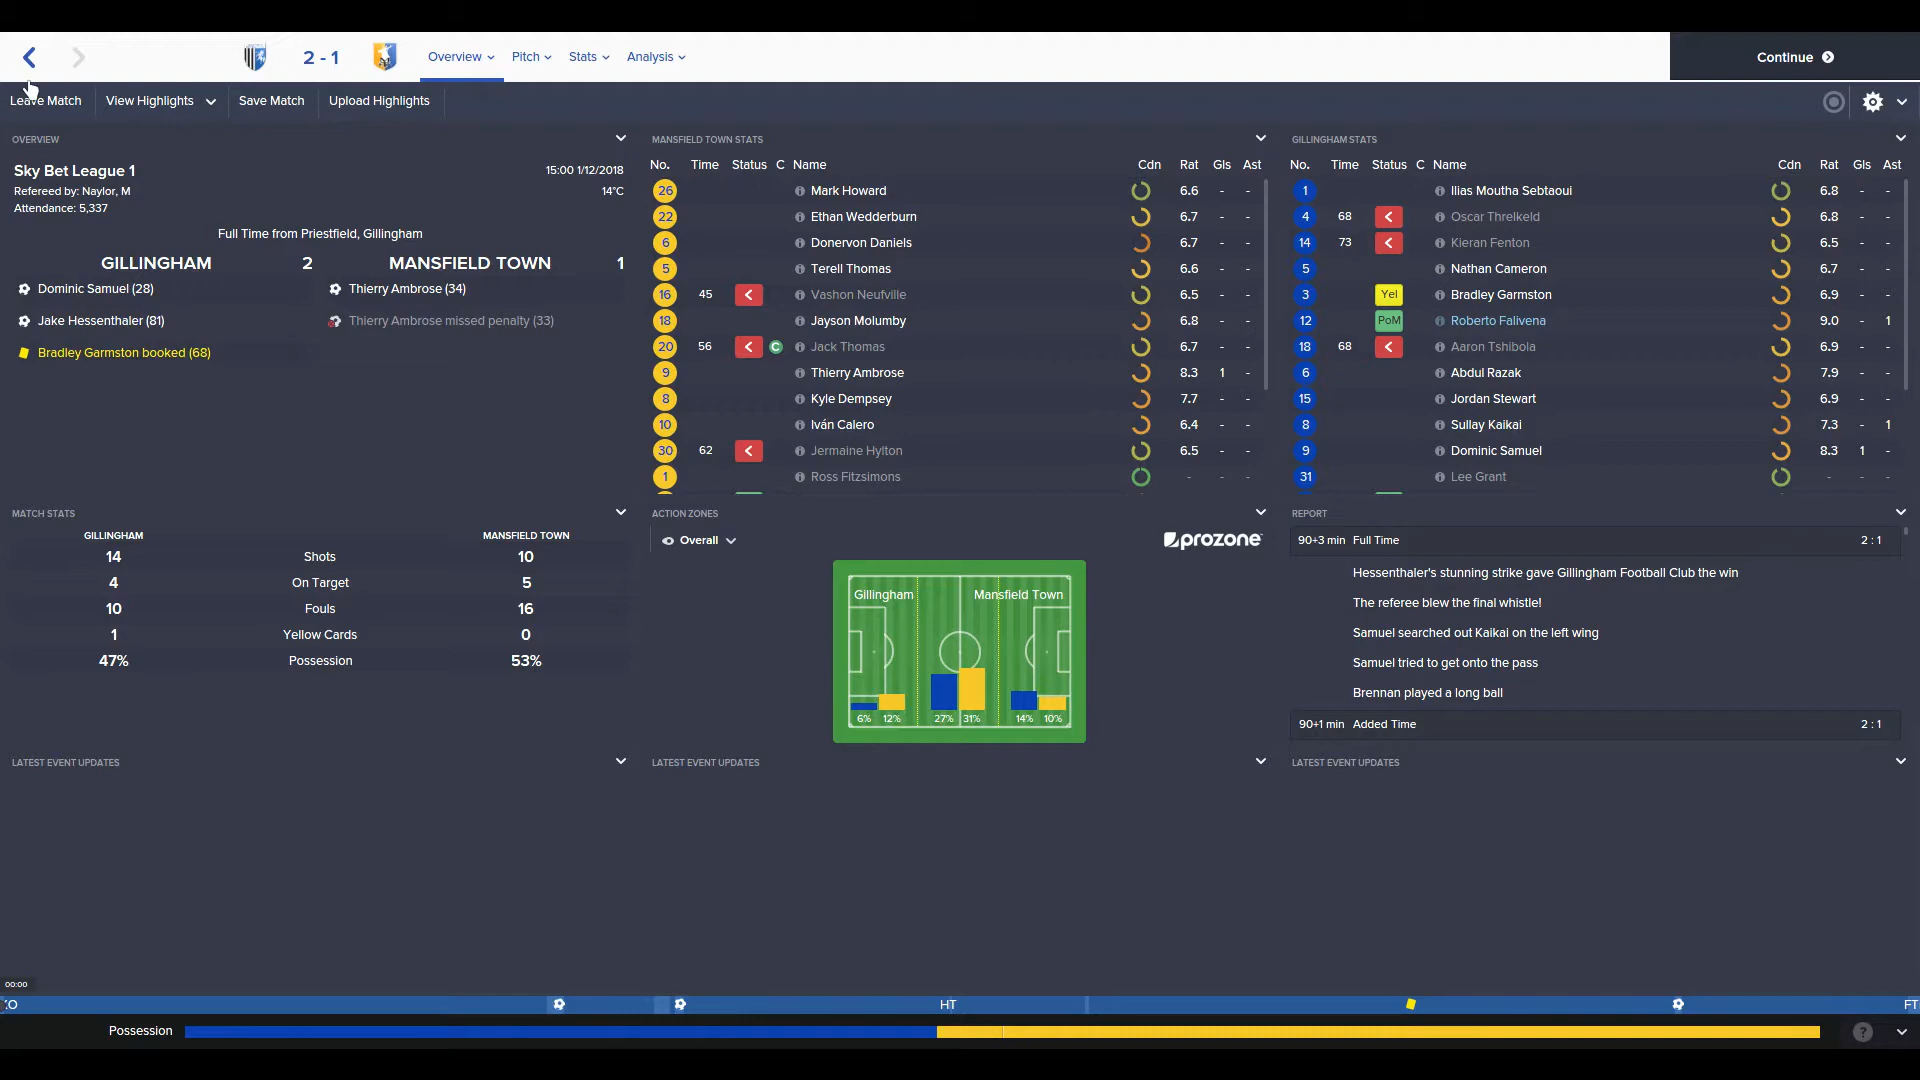 2 - 1
Overview
Pitch
Stats
Analysis
Continue
Leave Match
View Highlights
Save Match
Upload Highlights
OVERVIEW
Sky Bet League 1
15:00 1/12/2018
Refereed by: Naylor, M
14°C
Attendance: 5,337
Full Time from Priestfield, Gillingham
GILLINGHAM 2 MANSFIELD TOWN 1
Dominic Samuel (28)
Thierry Ambrose (34)
Jake Hessenthaler (81)
Thierry Ambrose missed penalty (33)
Bradley Garmston booked (68)
MANSFIELD TOWN STATS
No. Time Status C Name Cdn Rat Gls Ast
26 Mark Howard 6.6 - -
22 Ethan Wedderburn 6.7 - -
6 Donervon Daniels 6.7 - -
5 Terell Thomas 6.6 - -
16 45 Vashon Neufville 6.5 - -
18 Jayson Molumby 6.8 - -
20 56 C Jack Thomas 6.7 - -
9 Thierry Ambrose 8.3 1 -
8 Kyle Dempsey 7.7 - -
10 Iván Calero 6.4 - -
30 62 Jermaine Hylton 6.5 - -
1 Ross Fitzsimons - - -
GILLINGHAM STATS
No. Time Status C Name Cdn Rat Gls Ast
1 Ilias Moutha Sebtaoui 6.8 - -
4 68 Oscar Threlkeld 6.8 - -
14 73 Kieran Fenton 6.5 - -
5 Nathan Cameron 6.7 - -
3 Yel Bradley Garmston 6.9 - -
12 PoM Roberto Falivena 9.0 - 1
18 68 Aaron Tshibola 6.9 - -
6 Abdul Razak 7.9 - -
15 Jordan Stewart 6.9 - -
8 Sullay Kaikai 7.3 - 1
9 Dominic Samuel 8.3 1 -
31 Lee Grant - - -
MATCH STATS
GILLINGHAM MANSFIELD TOWN
14 Shots 10
4 On Target 5
10 Fouls 16
1 Yellow Cards 0
47% Possession 53%
ACTION ZONES
Overall
prozone
Gillingham Mansfield Town
6% 12% 27% 31% 14% 10%
REPORT
90+3 min Full Time 2 : 1
Hessenthaler's stunning strike gave Gillingham Football Club the win
The referee blew the final whistle!
Samuel searched out Kaikai on the left wing
Samuel tried to get onto the pass
Brennan played a long ball
90+1 min Added Time 2 : 1
LATEST EVENT UPDATES
LATEST EVENT UPDATES
LATEST EVENT UPDATES
00:00
KO HT FT
Possession
?